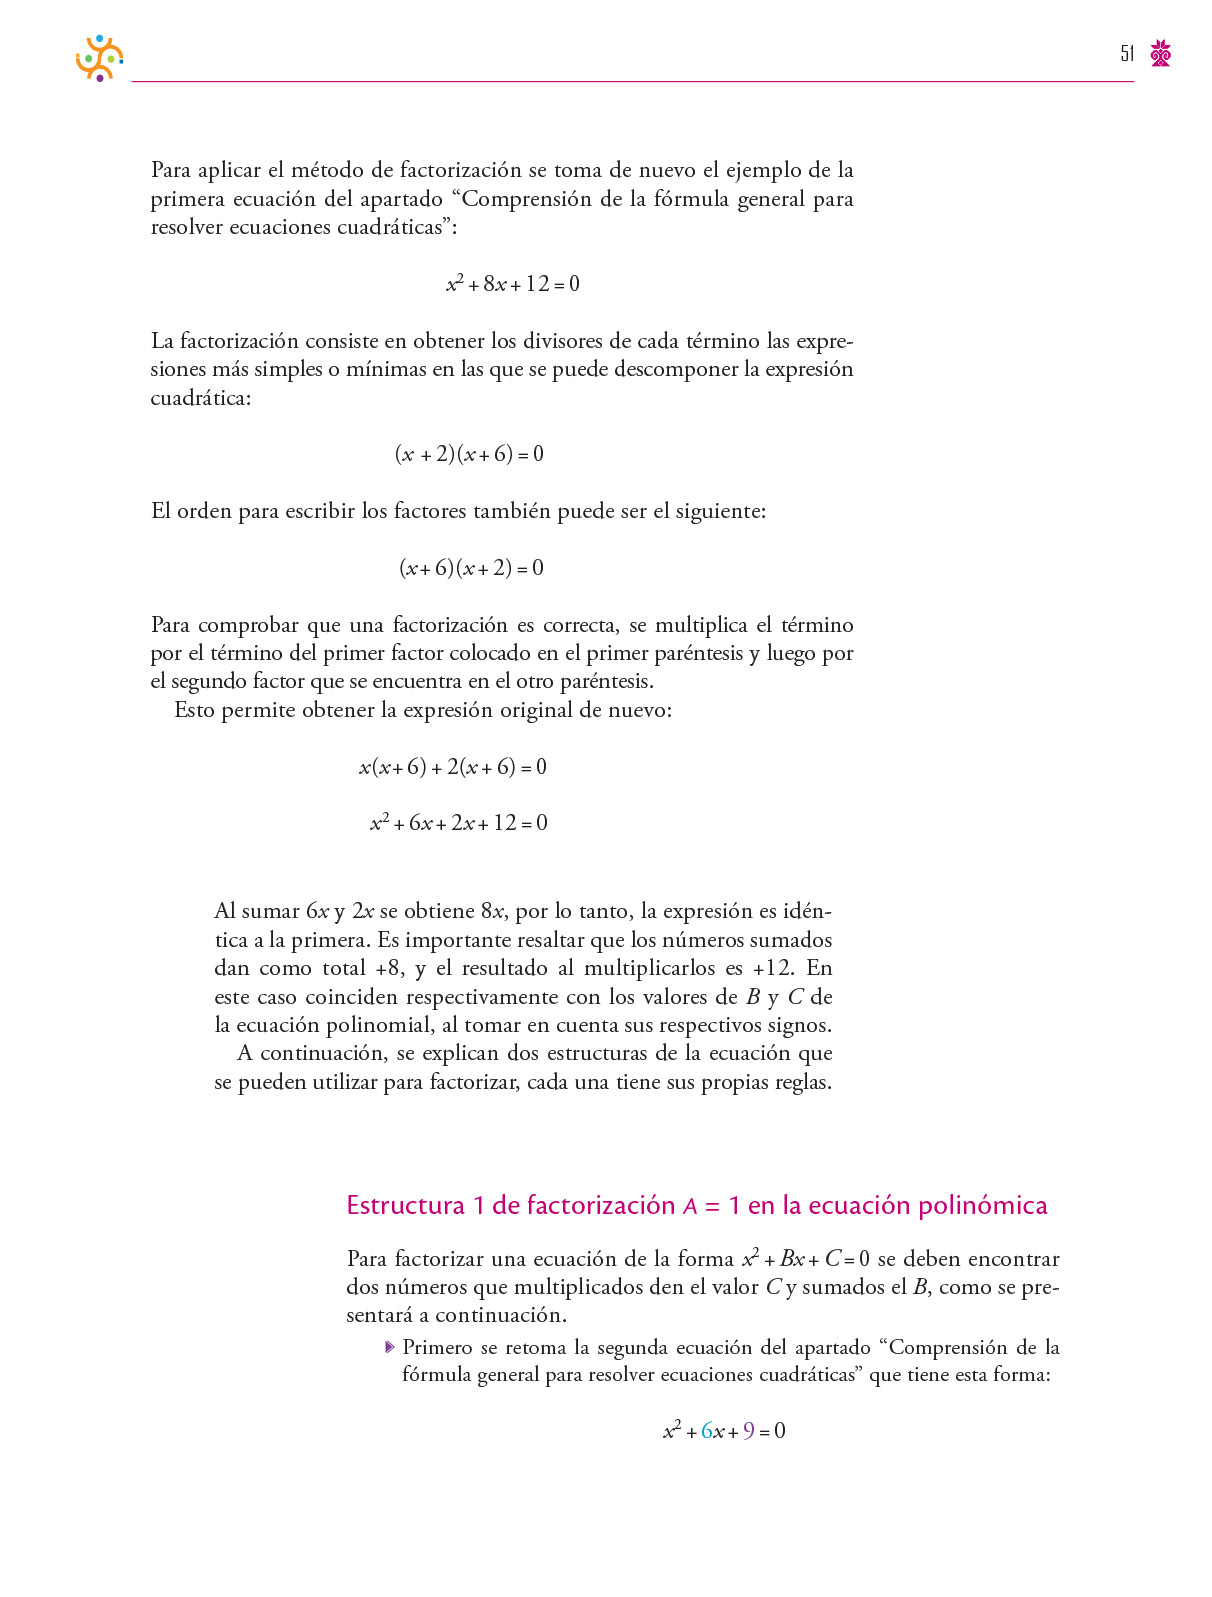 51
Para aplicar el método de factorización se toma de nuevo el ejemplo de la
primera ecuación del apartado “Comprensión de la fórmula general para
resolver ecuaciones cuadráticas”:
x² + 8x + 12 = 0
La factorización consiste en obtener los divisores de cada término las expre-
siones más simples o mínimas en las que se puede descomponer la expresión
cuadrática:
(x + 2)(x + 6) = 0
El orden para escribir los factores también puede ser el siguiente:
(x + 6)(x + 2) = 0
Para comprobar que una factorización es correcta, se multiplica el término
por el término del primer factor colocado en el primer paréntesis y luego por
el segundo factor que se encuentra en el otro paréntesis.
Esto permite obtener la expresión original de nuevo:
x(x + 6) + 2(x + 6) = 0
x² + 6x + 2x + 12 = 0
Al sumar 6x y 2x se obtiene 8x, por lo tanto, la expresión es idén-
tica a la primera. Es importante resaltar que los números sumados
dan como total +8, y el resultado al multiplicarlos es +12. En
este caso coinciden respectivamente con los valores de B y C de
la ecuación polinomial, al tomar en cuenta sus respectivos signos.
A continuación, se explican dos estructuras de la ecuación que
se pueden utilizar para factorizar, cada una tiene sus propias reglas.
Estructura 1 de factorización A = 1 en la ecuación polinómica
Para factorizar una ecuación de la forma x² + Bx + C = 0 se deben encontrar
dos números que multiplicados den el valor C y sumados el B, como se pre-
sentará a continuación.
Primero se retoma la segunda ecuación del apartado “Comprensión de la
fórmula general para resolver ecuaciones cuadráticas” que tiene esta forma:
x² + 6x + 9 = 0